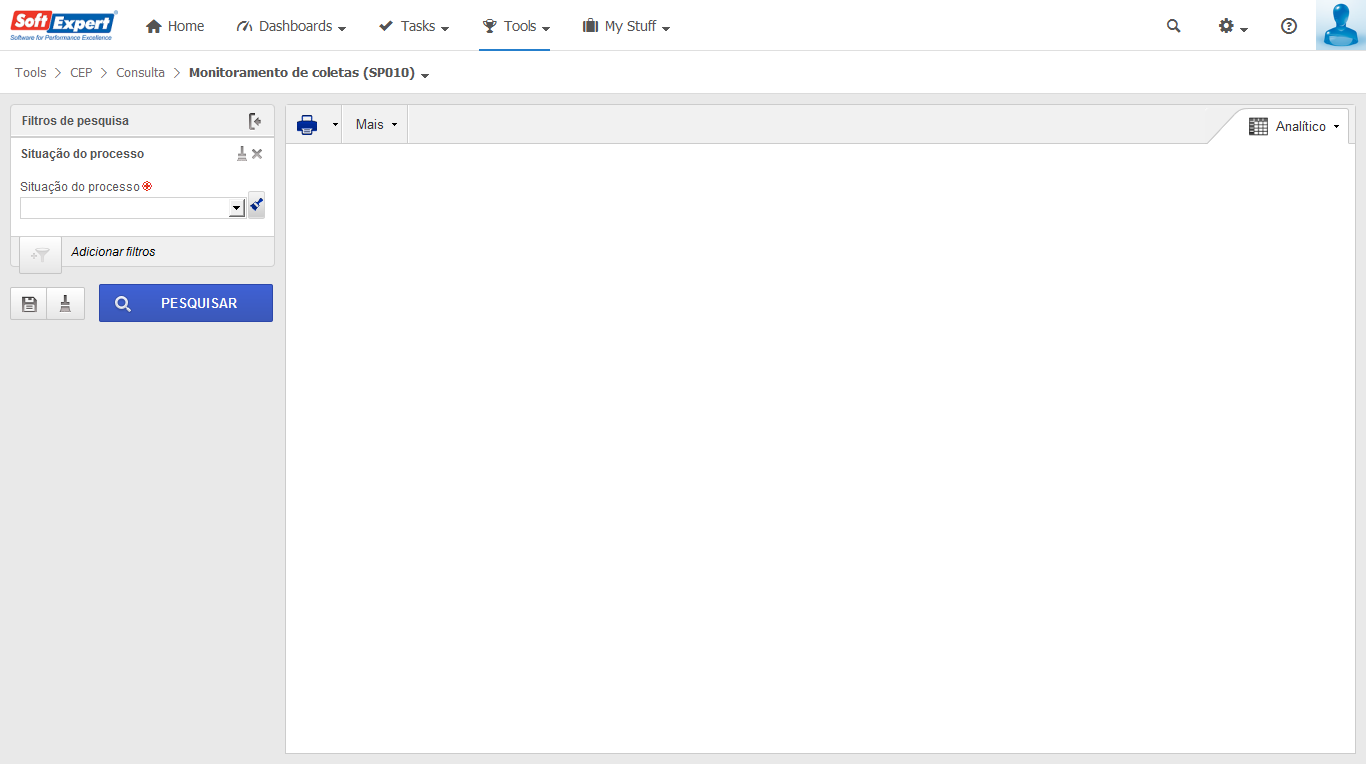 SoftExpert®
Software for Performance Excellence
Home
Dashboards
Tasks
Tools
My Stuff
Tools > CEP > Consulta > Monitoramento de coletas (SP010)
Filtros de pesquisa
Mais
Analítico
Situação do processo
Situação do processo
Adicionar filtros
PESQUISAR